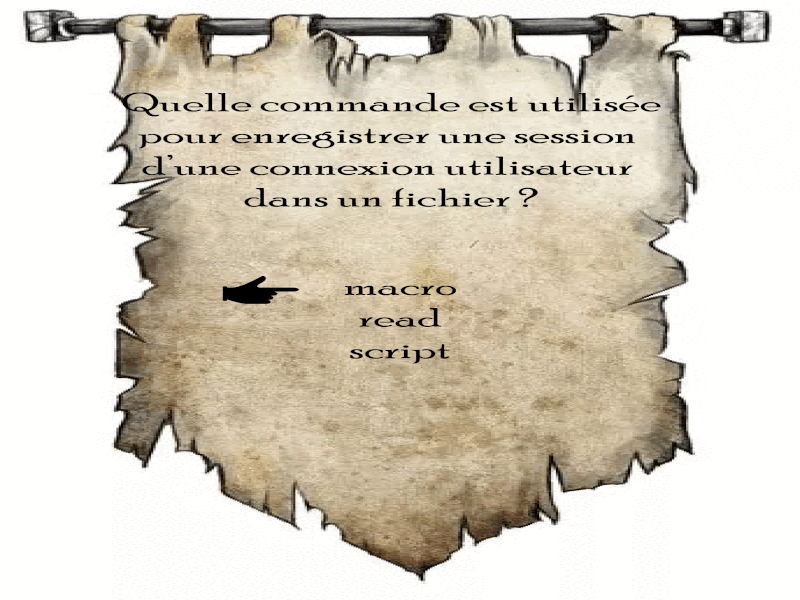 Quelle commande est utilisée
pour enregistrer une session
d'une connexion utilisateur
dans un fichier ?
macro
read
script